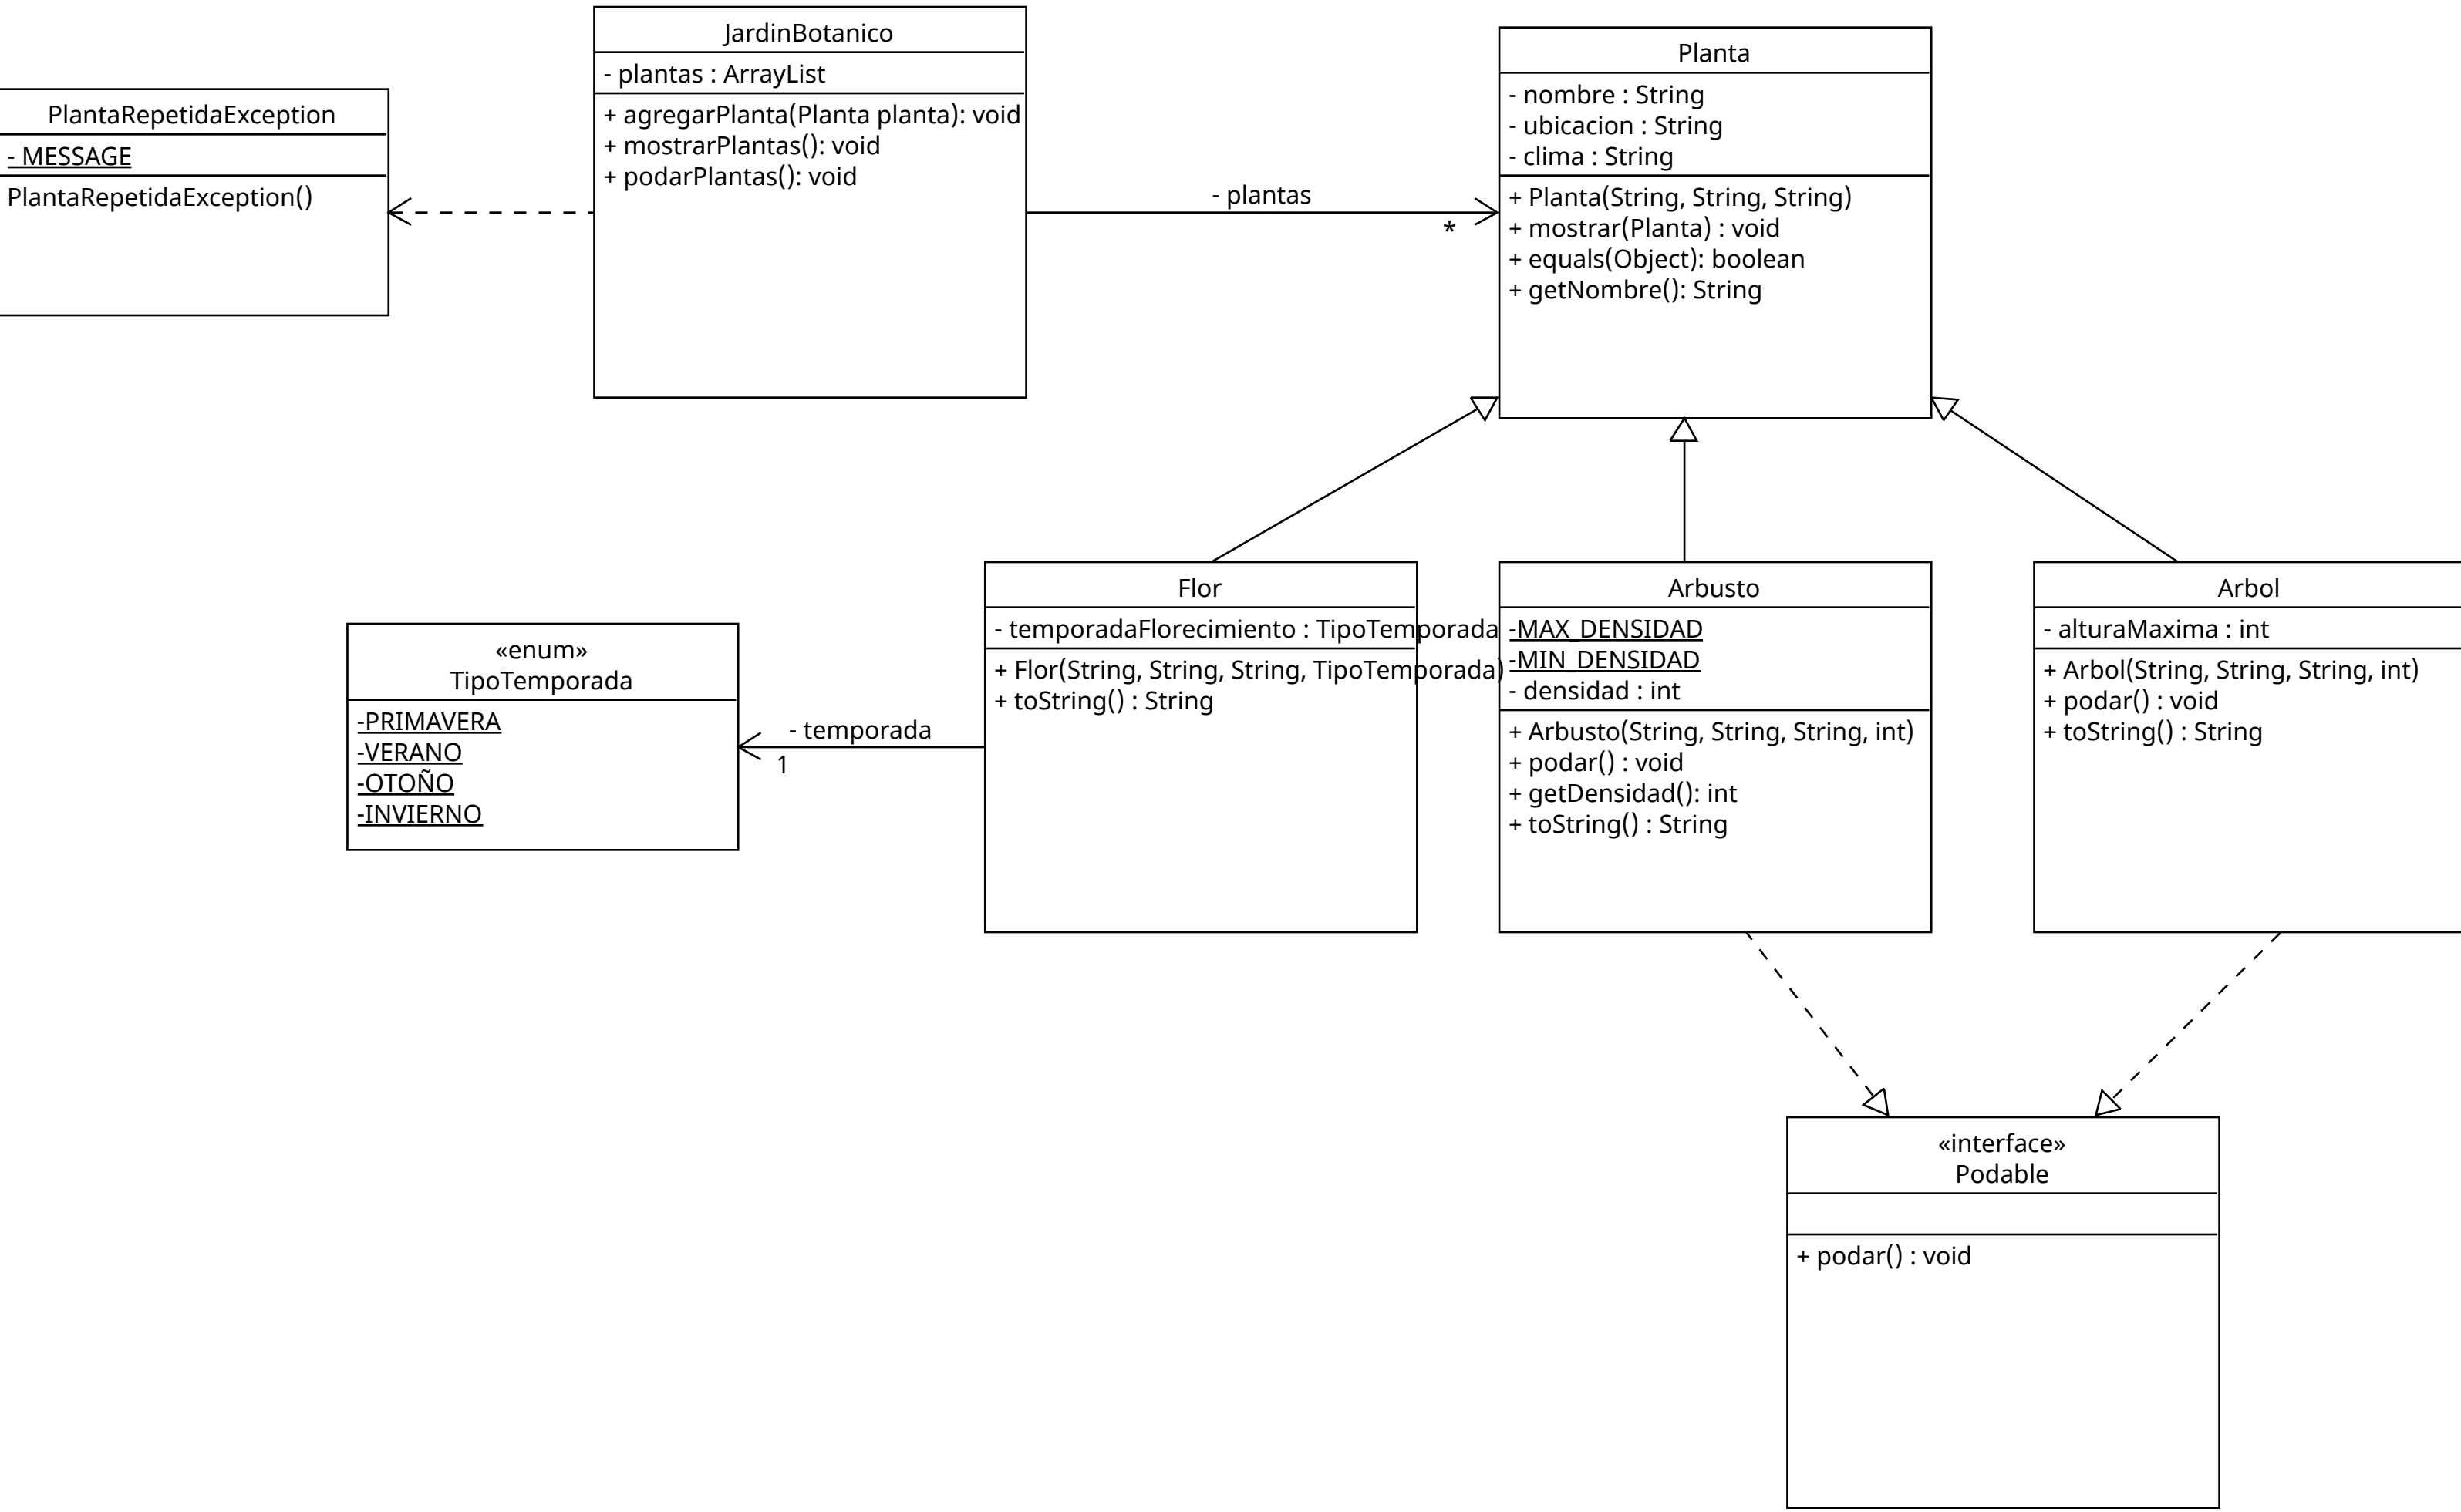 JardinBotanico
- plantas : ArrayList
+ agregarPlanta(Planta planta): void
+ mostrarPlantas(): void
+ podarPlantas(): void
PlantaRepetidaException
- MESSAGE
PlantaRepetidaException()
- plantas
*
Planta
- nombre : String
- ubicacion : String
- clima : String
+ Planta(String, String, String)
+ mostrar(Planta) : void
+ equals(Object): boolean
+ getNombre(): String
«enum»
TipoTemporada
-PRIMAVERA
-VERANO
-OTOÑO
-INVIERNO
- temporada
1
Flor
- temporadaFlorecimiento : TipoTemporada
+ Flor(String, String, String, TipoTemporada)
+ toString() : String
Arbusto
-MAX_DENSIDAD
-MIN_DENSIDAD
- densidad : int
+ Arbusto(String, String, String, int)
+ podar() : void
+ getDensidad(): int
+ toString() : String
Arbol
- alturaMaxima : int
+ Arbol(String, String, String, int)
+ podar() : void
+ toString() : String
«interface»
Podable
+ podar() : void